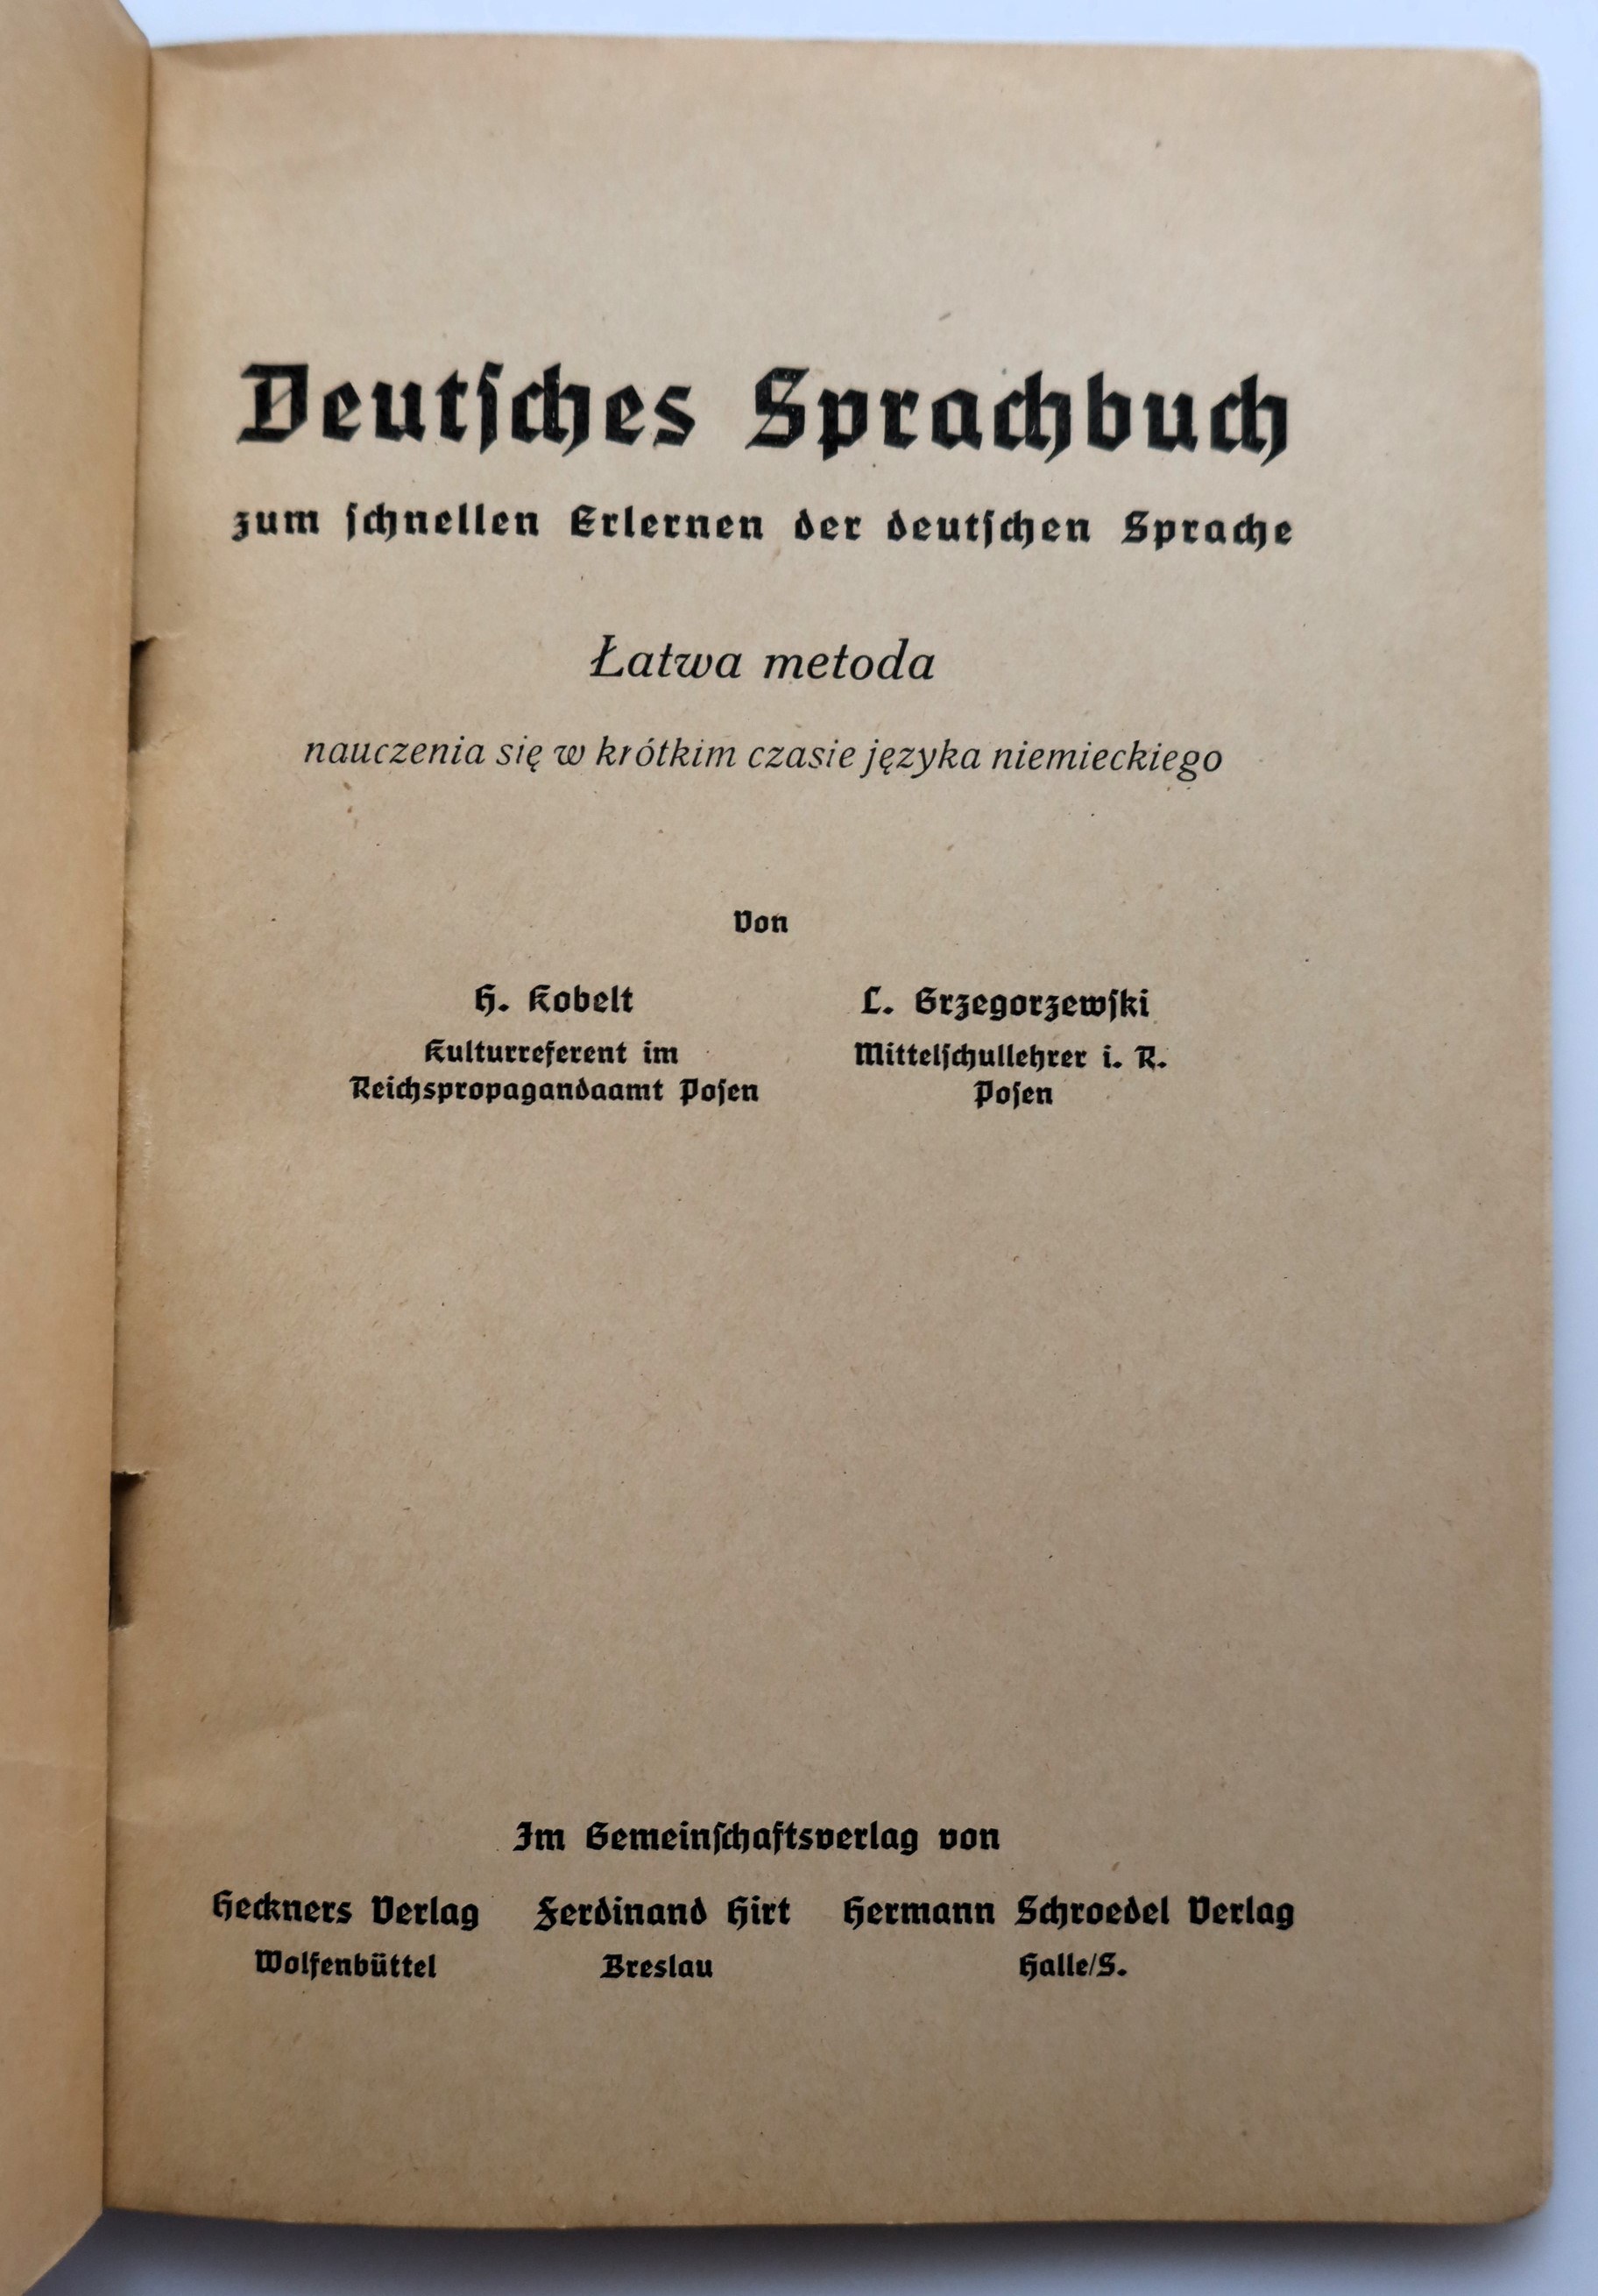 Deutſches Sprachbuch
zum ſchnellen Erlernen der deutſchen Sprache
Łatwa metoda
nauczenia się w krótkim czasie języka niemieckiego
Von
H. Kobelt
Kulturreferent im
Reichspropagandaamt Poſen
L. Grzegorzewſki
Mittelſchullehrer i. R.
Poſen
Im Gemeinſchaftsverlag von
Heckners Verlag
Wolfenbüttel
Ferdinand Hirt
Breslau
Hermann Schroedel Verlag
Halle/S.